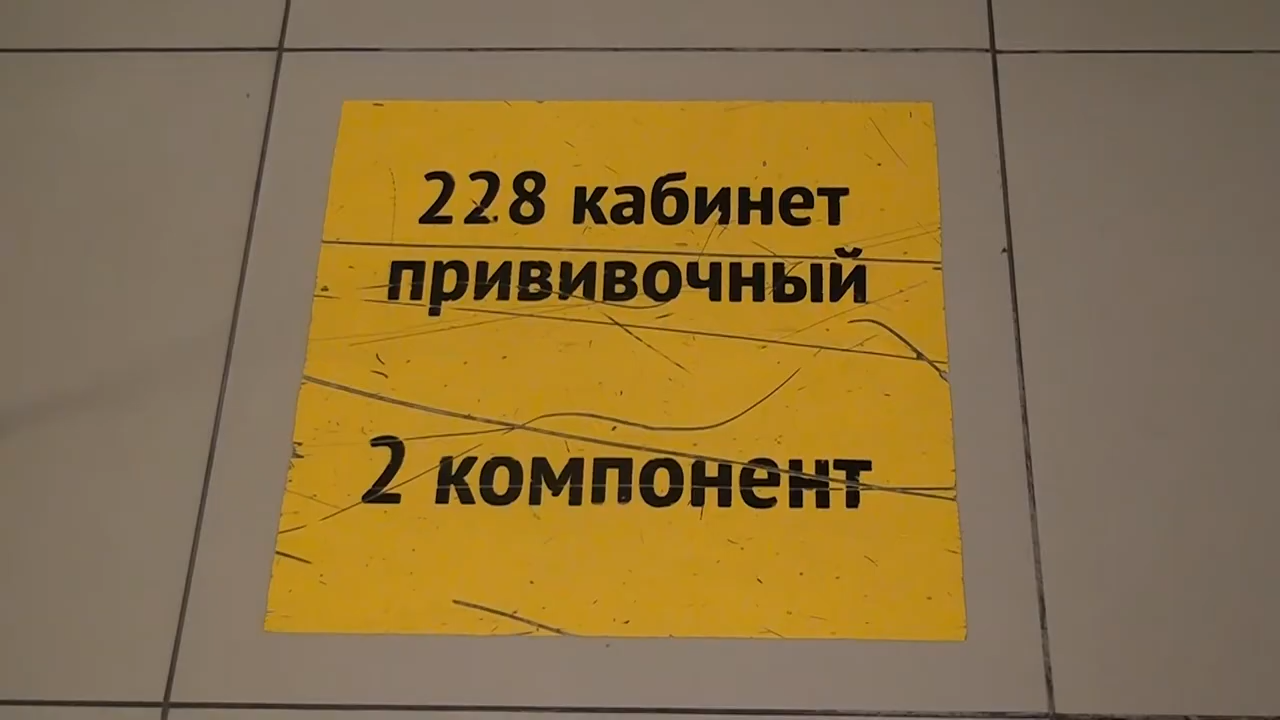 228 кабинет
прививочный
2 компонент